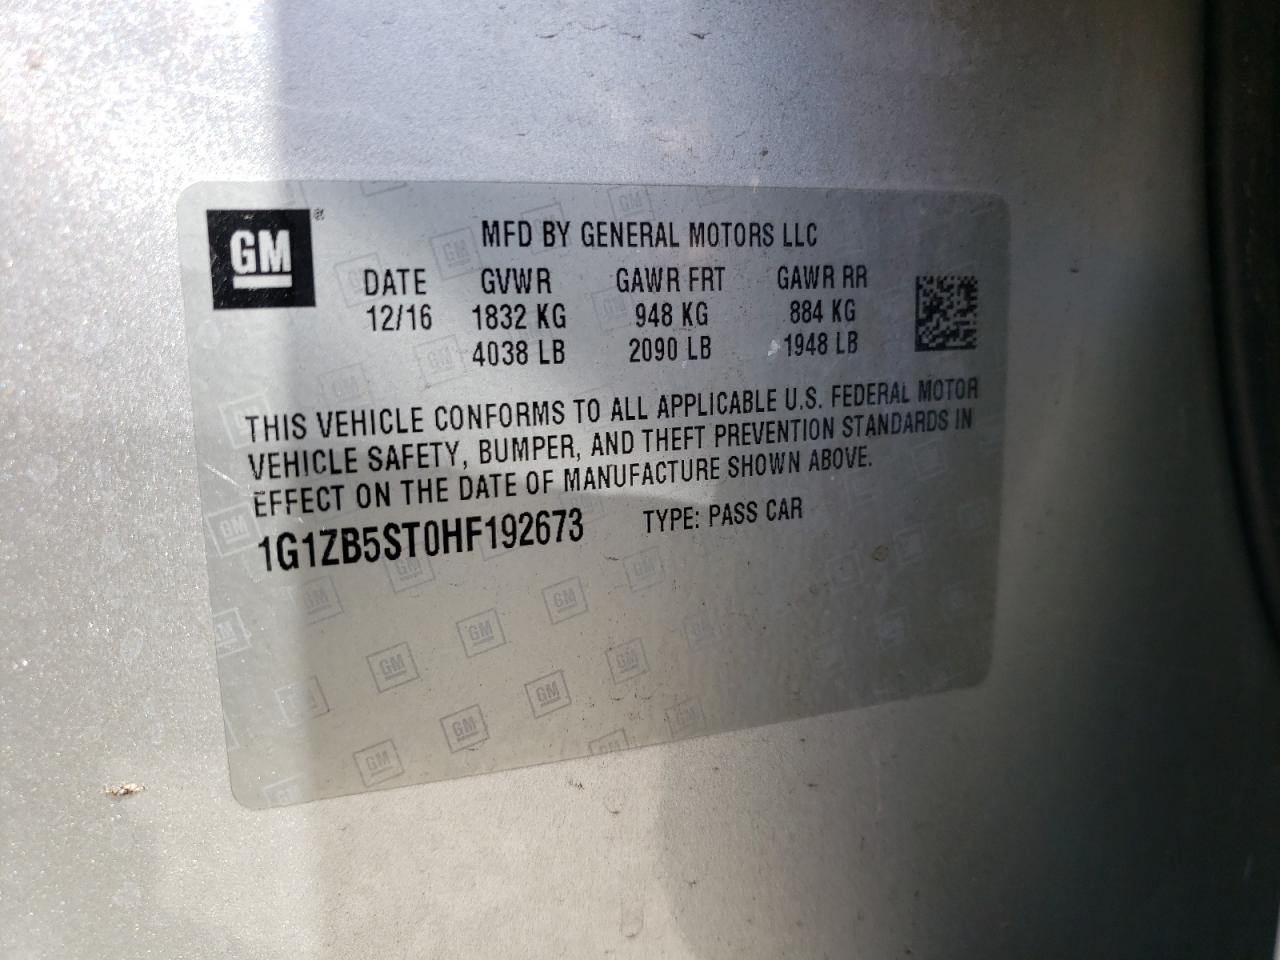 GM ®
MFD BY GENERAL MOTORS LLC
DATE GVWR GAWR FRT GAWR RR
12/16 1832 KG 948 KG 884 KG
4038 LB 2090 LB 1948 LB
THIS VEHICLE CONFORMS TO ALL APPLICABLE U.S. FEDERAL MOTOR
VEHICLE SAFETY, BUMPER, AND THEFT PREVENTION STANDARDS IN
EFFECT ON THE DATE OF MANUFACTURE SHOWN ABOVE.
1G1ZB5ST0HF192673 TYPE: PASS CAR